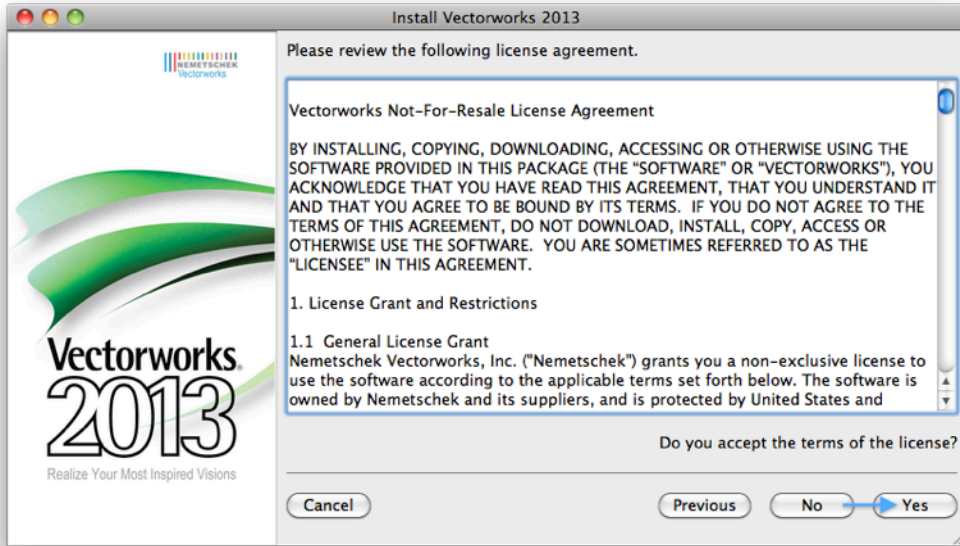 Install Vectorworks 2013
NEMETSCHEK
Vectorworks
Vectorworks
2013
Realize Your Most Inspired Visions
Please review the following license agreement.
Vectorworks Not-For-Resale License Agreement
BY INSTALLING, COPYING, DOWNLOADING, ACCESSING OR OTHERWISE USING THE
SOFTWARE PROVIDED IN THIS PACKAGE (THE “SOFTWARE” OR “VECTORWORKS”), YOU
ACKNOWLEDGE THAT YOU HAVE READ THIS AGREEMENT, THAT YOU UNDERSTAND IT
AND THAT YOU AGREE TO BE BOUND BY ITS TERMS.  IF YOU DO NOT AGREE TO THE
TERMS OF THIS AGREEMENT, DO NOT DOWNLOAD, INSTALL, COPY, ACCESS OR
OTHERWISE USE THE SOFTWARE.  YOU ARE SOMETIMES REFERRED TO AS THE
“LICENSEE” IN THIS AGREEMENT.
1. License Grant and Restrictions
1.1  General License Grant
Nemetschek Vectorworks, Inc. ("Nemetschek") grants you a non-exclusive license to
use the software according to the applicable terms set forth below. The software is
owned by Nemetschek and its suppliers, and is protected by United States and
Do you accept the terms of the license?
Cancel
Previous
No
Yes